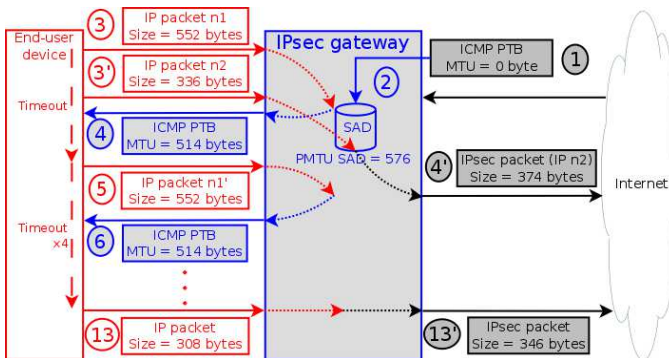 End-user
device
3
IP packet n1
Size = 552 bytes
3'
IP packet n2
Size = 336 bytes
Timeout
4
ICMP PTB
MTU = 514 bytes
5
IP packet n1'
Size = 552 bytes
Timeout
×4
6
ICMP PTB
MTU = 514 bytes
13
IP packet
Size = 308 bytes
IPsec gateway
2
SAD
PMTU SAD = 576
ICMP PTB
MTU = 0 byte
1
4'
IPsec packet (IP n2)
Size = 374 bytes
Internet
13'
IPsec packet
Size = 346 bytes